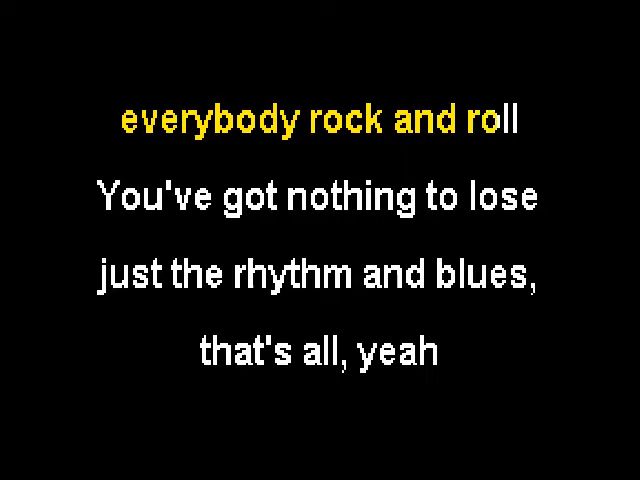 everybody rock and roll
You've got nothing to lose
just the rhythm and blues,
that's all, yeah